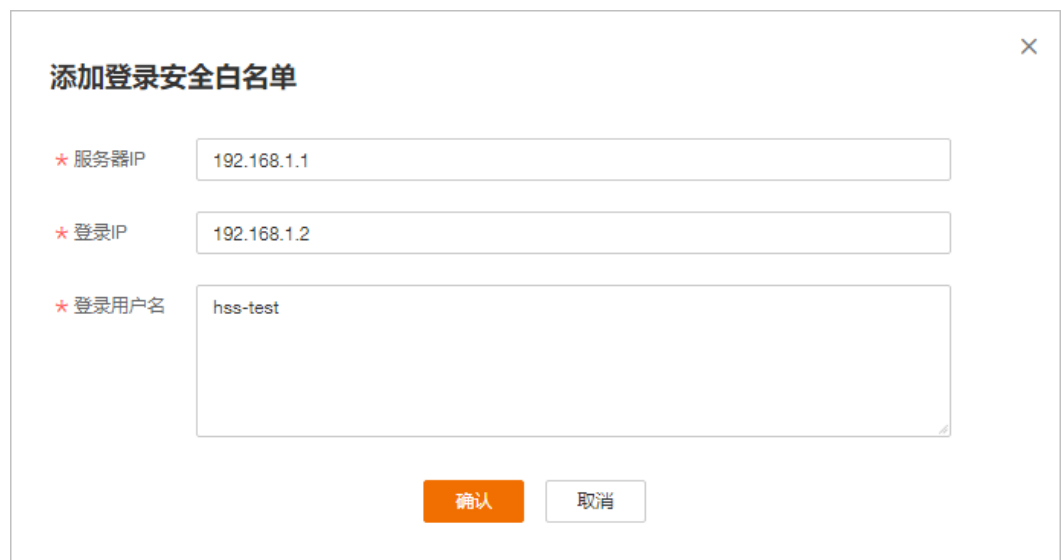 添加登录安全白名单
* 服务器IP 192.168.1.1
* 登录IP 192.168.1.2
* 登录用户名 hss-test
确认 取消